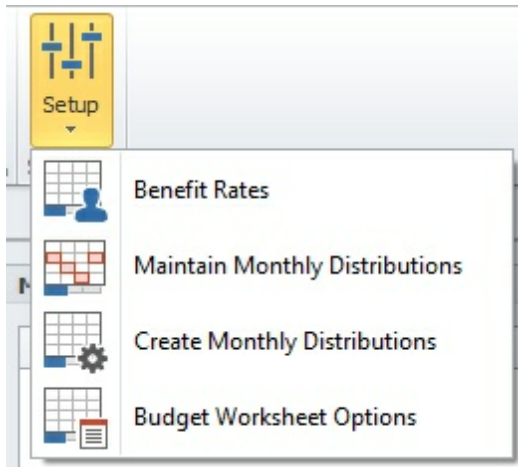 Setup
Benefit Rates
Maintain Monthly Distributions
Create Monthly Distributions
Budget Worksheet Options